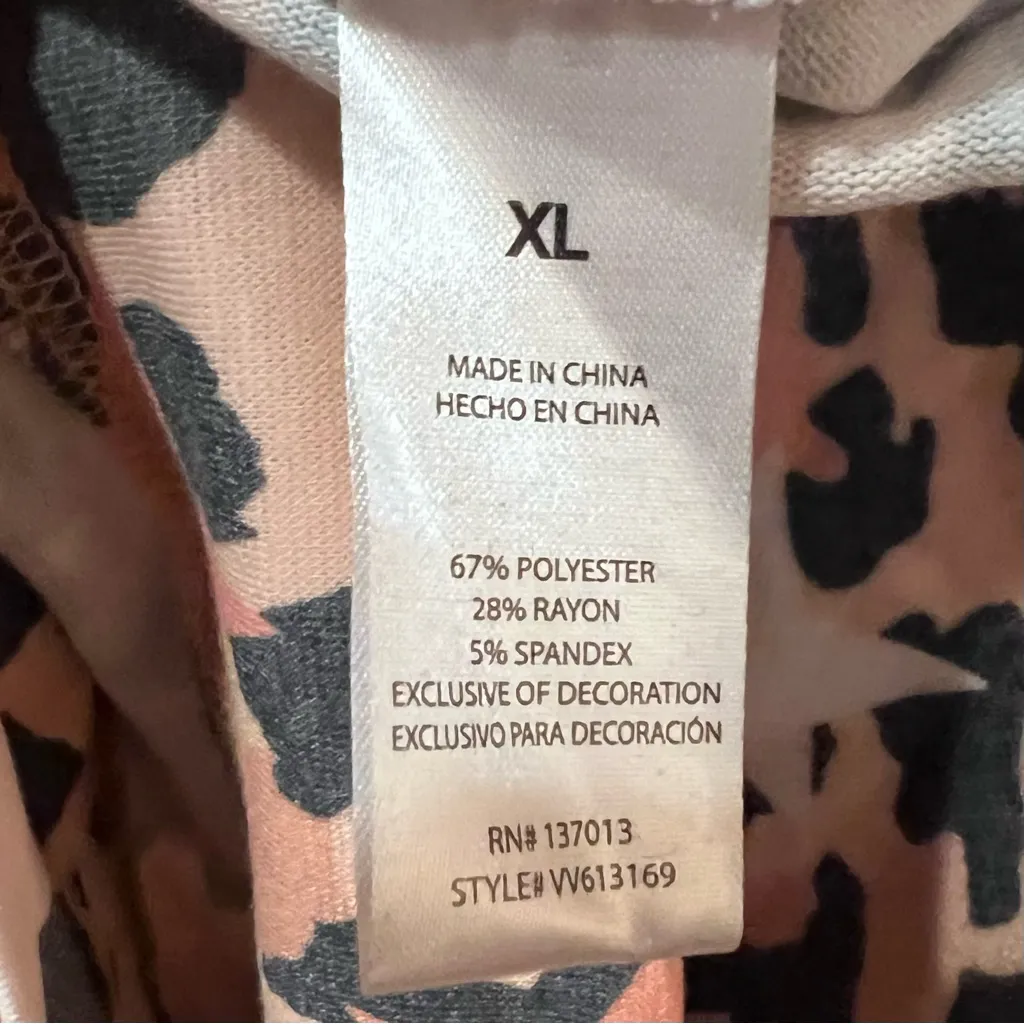 XL
MADE IN CHINA
HECHO EN CHINA
67% POLYESTER
28% RAYON
5% SPANDEX
EXCLUSIVE OF DECORATION
EXCLUSIVO PARA DECORACIÓN
RN# 137013
STYLE# VV613169